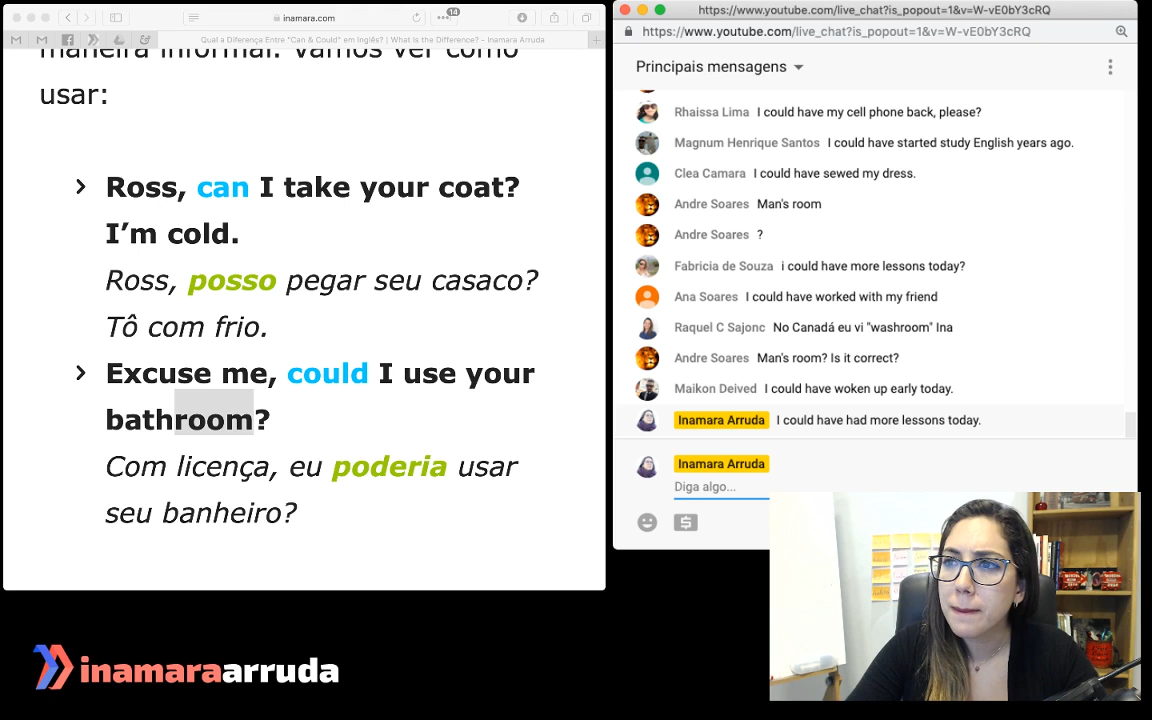 inamara.com
14
Qual a Diferença Entre "Can & Could" em Inglês? | What Is the Difference? - Inamara Arruda
maneira informal. Vamos ver como
usar:
Ross, can I take your coat?
I'm cold.
Ross, posso pegar seu casaco?
Tô com frio.
Excuse me, could I use your
bathroom?
Com licença, eu poderia usar
seu banheiro?
inamaraarruda
https://www.youtube.com/live_chat?is_popout=1&v=W-vE0bY3cRQ
https://www.youtube.com/live_chat?is_popout=1&v=W-vE0bY3cRQ
Principais mensagens
Rhaissa Lima I could have my cell phone back, please?
Magnum Henrique Santos I could have started study English years ago.
Clea Camara I could have sewed my dress.
Andre Soares Man's room
Andre Soares ?
Fabricia de Souza i could have more lessons today?
Ana Soares I could have worked with my friend
Raquel C Sajonc No Canadá eu vi "washroom" Ina
Andre Soares Man's room? Is it correct?
Maikon Deived I could have woken up early today.
Inamara Arruda I could have had more lessons today.
Inamara Arruda
Diga algo...